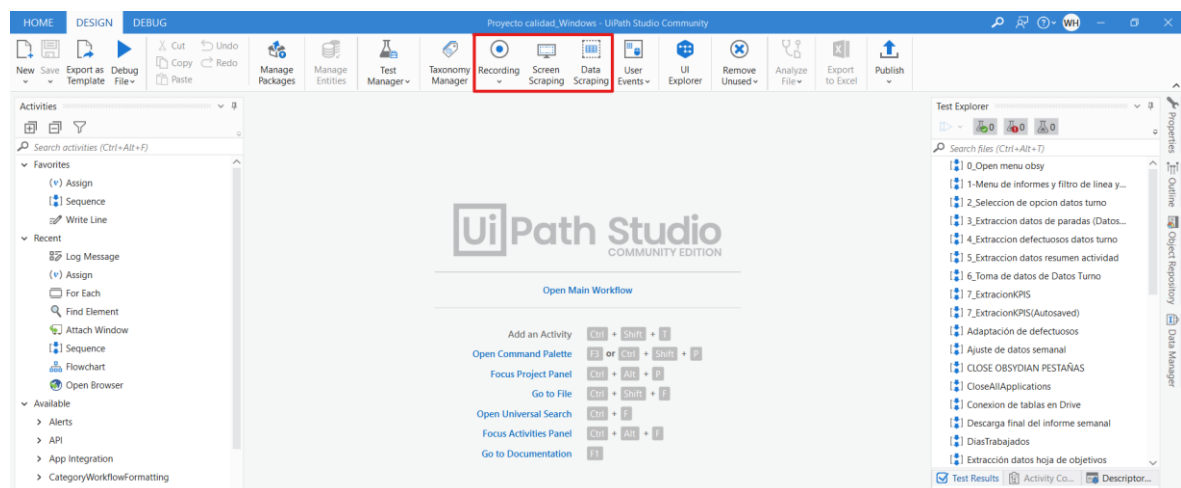 HOME DESIGN DEBUG Proyecto calidad_Windows - UiPath Studio Community WH
New Save Export as Template Debug File Cut Copy Paste Undo Redo Manage Packages Manage Entities Test Manager Taxonomy Manager Recording Screen Scraping Data Scraping User Events UI Explorer Remove Unused Analyze File Export to Excel Publish
Activities
Search activities (Ctrl+Alt+F)
Favorites
(v) Assign
Sequence
Write Line
Recent
Log Message
(v) Assign
For Each
Find Element
Attach Window
Sequence
Flowchart
Open Browser
Available
Alerts
API
App Integration
CategoryWorkflowFormatting
Ui Path Studio
COMMUNITY EDITION
Open Main Workflow
Add an Activity Ctrl + Shift + T
Open Command Palette F3 or Ctrl + Shift + P
Focus Project Panel Ctrl + Alt + P
Go to File Ctrl + Shift + F
Open Universal Search Ctrl + F
Focus Activities Panel Ctrl + Alt + F
Go to Documentation F1
Test Explorer
0 0 0
Search files (Ctrl+Alt+T)
0_Open menu obsy
1-Menu de informes y filtro de linea y...
2_Seleccion de opcion datos turno
3_Extraccion datos de paradas (Datos...
4_Extraccion defectuosos datos turno
5_Extraccion datos resumen actividad
6_Toma de datos de Datos Turno
7_ExtracionKPIS
7_ExtracionKPIS(Autosaved)
Adaptación de defectuosos
Ajuste de datos semanal
CLOSE OBSYDIAN PESTAÑAS
CloseAllApplications
Conexion de tablas en Drive
Descarga final del informe semanal
DiasTrabajados
Extracción datos hoja de objetivos
Test Results Activity Co... Descriptor...
Properties
Outline
Object Repository
Data Manager